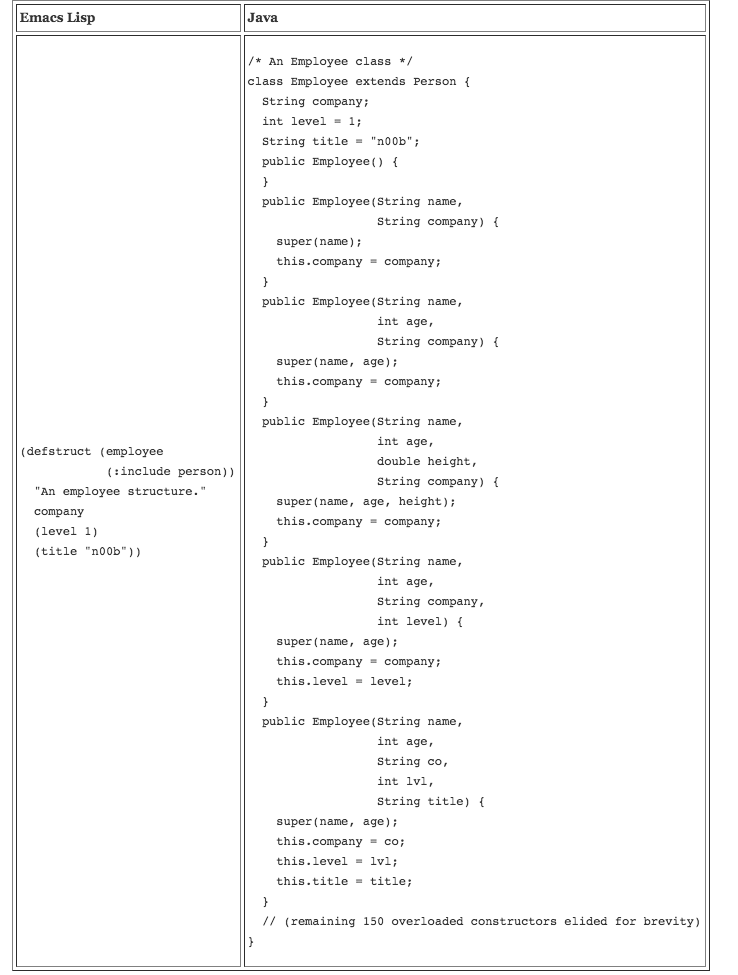 Emacs Lisp
Java
(defstruct (employee
            (:include person))
  "An employee structure."
  company
  (level 1)
  (title "n00b"))
/* An Employee class */
class Employee extends Person {
  String company;
  int level = 1;
  String title = "n00b";
  public Employee() {
  }
  public Employee(String name,
                  String company) {
    super(name);
    this.company = company;
  }
  public Employee(String name,
                  int age,
                  String company) {
    super(name, age);
    this.company = company;
  }
  public Employee(String name,
                  int age,
                  double height,
                  String company) {
    super(name, age, height);
    this.company = company;
  }
  public Employee(String name,
                  int age,
                  String company,
                  int level) {
    super(name, age);
    this.company = company;
    this.level = level;
  }
  public Employee(String name,
                  int age,
                  String co,
                  int lvl,
                  String title) {
    super(name, age);
    this.company = co;
    this.level = lvl;
    this.title = title;
  }
  // (remaining 150 overloaded constructors elided for brevity)
}